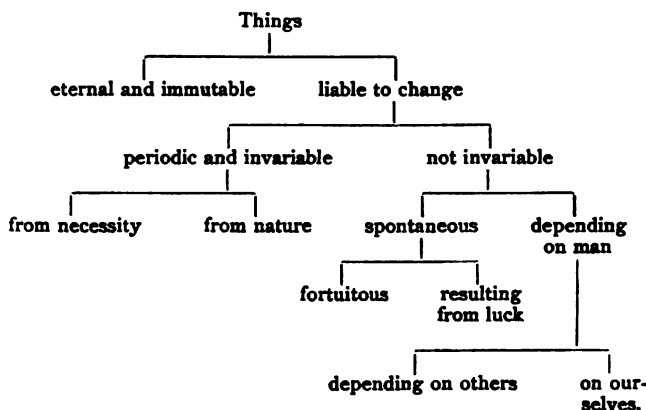 Things
eternal and immutable liable to change
periodic and invariable not invariable
from necessity from nature spontaneous depending
on man
fortuitous resulting
from luck
depending on others on our-
selves.